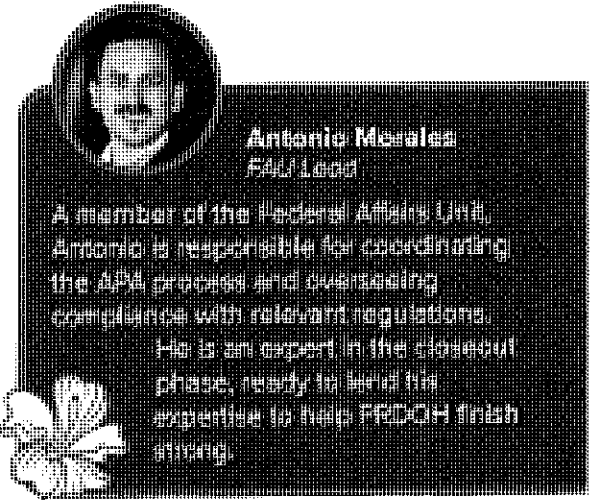 Antonio Morales
FAU Lead
A member of the Federal Affairs Unit,
Antonio is responsible for coordinating
the APA process and overseeing
compliance with relevant regulations.
He is an expert in the closeout
phase, ready to lend his
expertise to help PRDOH finish
strong.